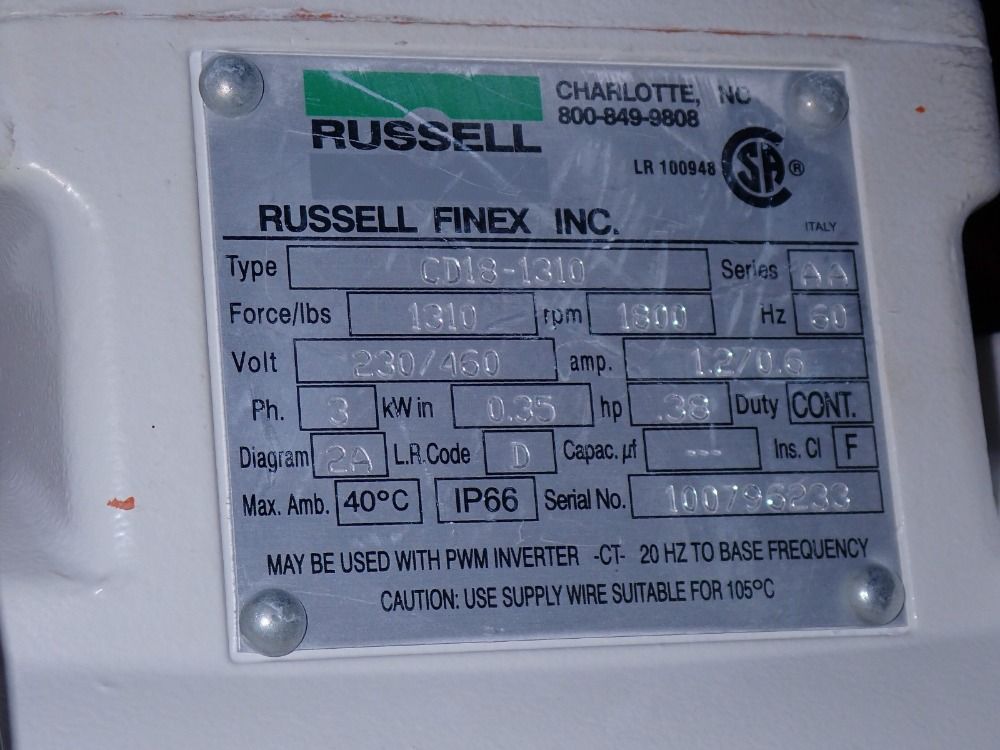 CHARLOTTE, NC
800-849-9808
RUSSELL
LR 100948 SA ®
RUSSELL FINEX INC.
ITALY
Type CD18-1310 Series AA
Force/lbs 1310 rpm 1800 Hz 60
Volt 230/460 amp. 1.2/0.6
Ph. 3 kW in 0.35 hp .38 Duty CONT.
Diagram 2A L.R. Code D Capac. µf --- Ins. Cl F
Max. Amb. 40°C IP66 Serial No. 100796233
MAY BE USED WITH PWM INVERTER -CT- 20 HZ TO BASE FREQUENCY
CAUTION: USE SUPPLY WIRE SUITABLE FOR 105°C